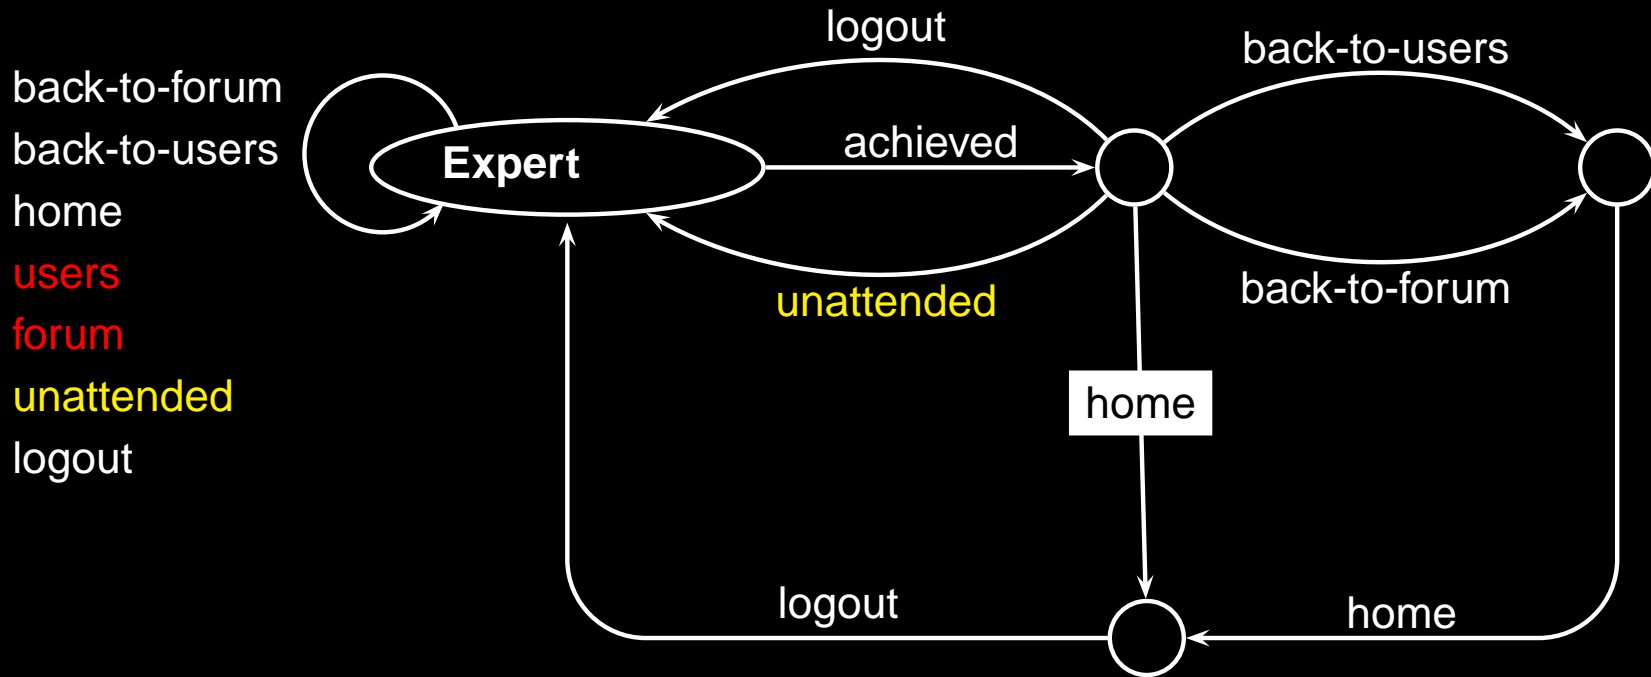 logout
back-to-users
back-to-forum
back-to-users
home
users
forum
unattended
logout
Expert
achieved
unattended
back-to-forum
home
logout
home